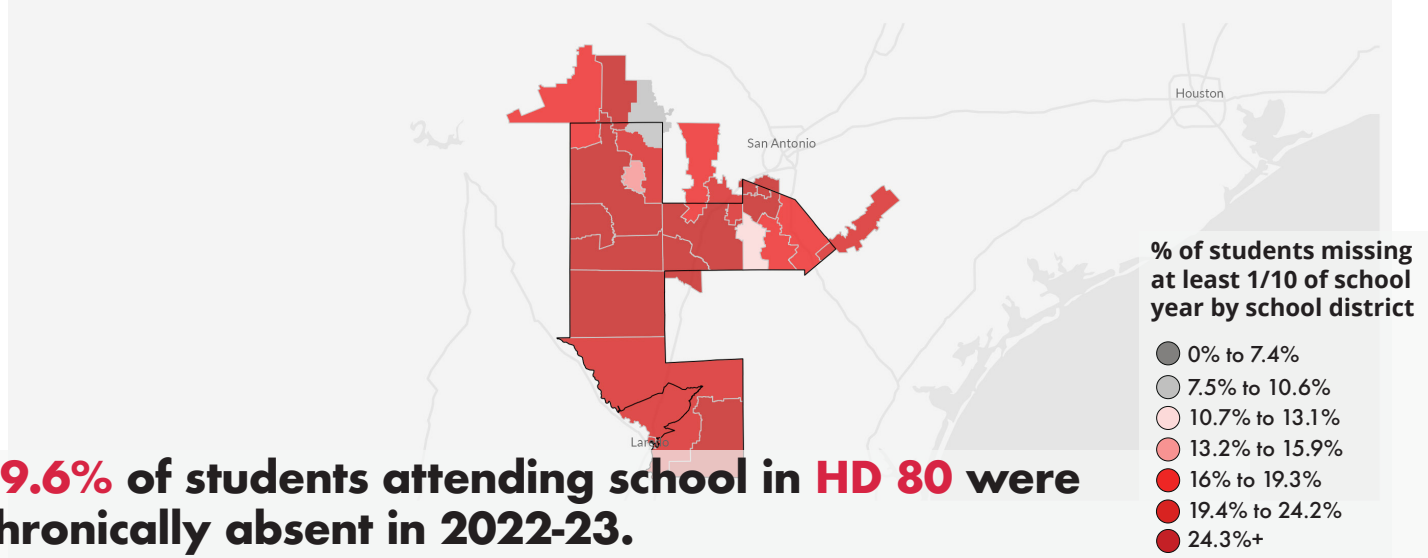 San Antonio
Houston
Laredo
% of students missing
at least 1/10 of school
year by school district
0% to 7.4%
7.5% to 10.6%
10.7% to 13.1%
13.2% to 15.9%
16% to 19.3%
19.4% to 24.2%
24.3%+
9.6% of students attending school in HD 80 were
hronically absent in 2022-23.